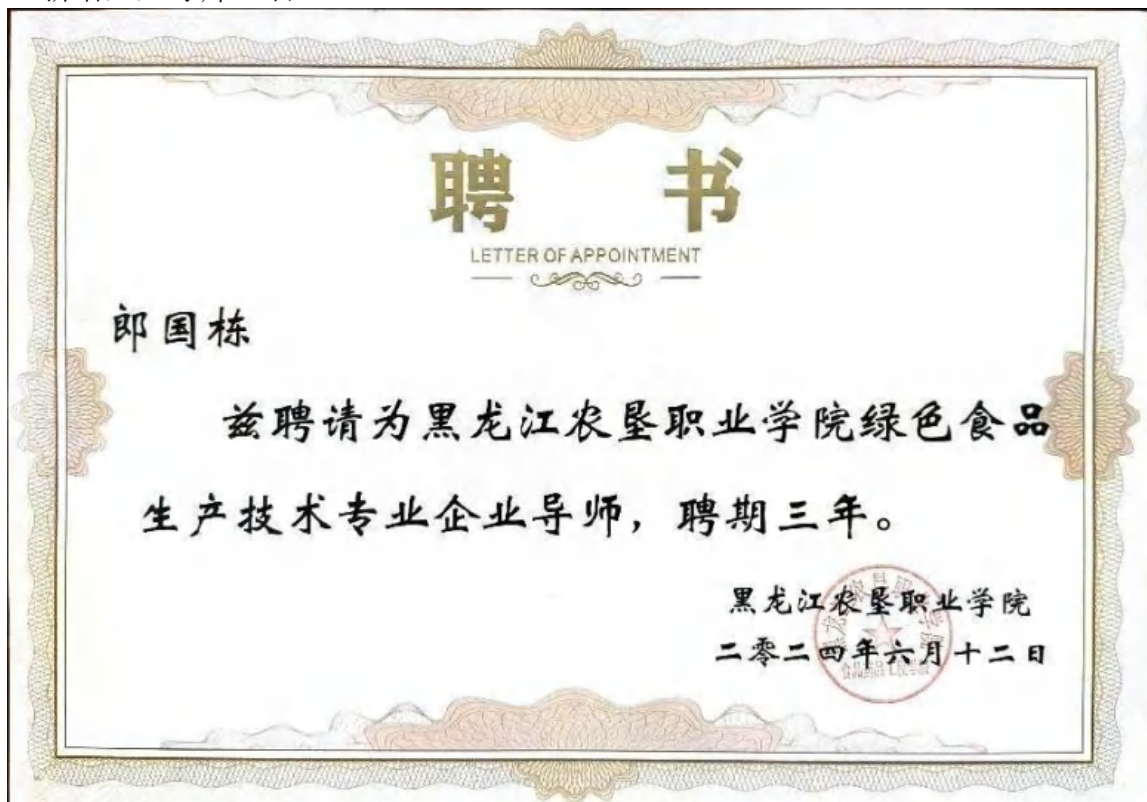 聘 书
LETTER OF APPOINTMENT
郎国栋
兹聘请为黑龙江农垦职业学院绿色食品
生产技术专业企业导师，聘期三年。
黑龙江农垦职业学院
二零二四年六月十二日